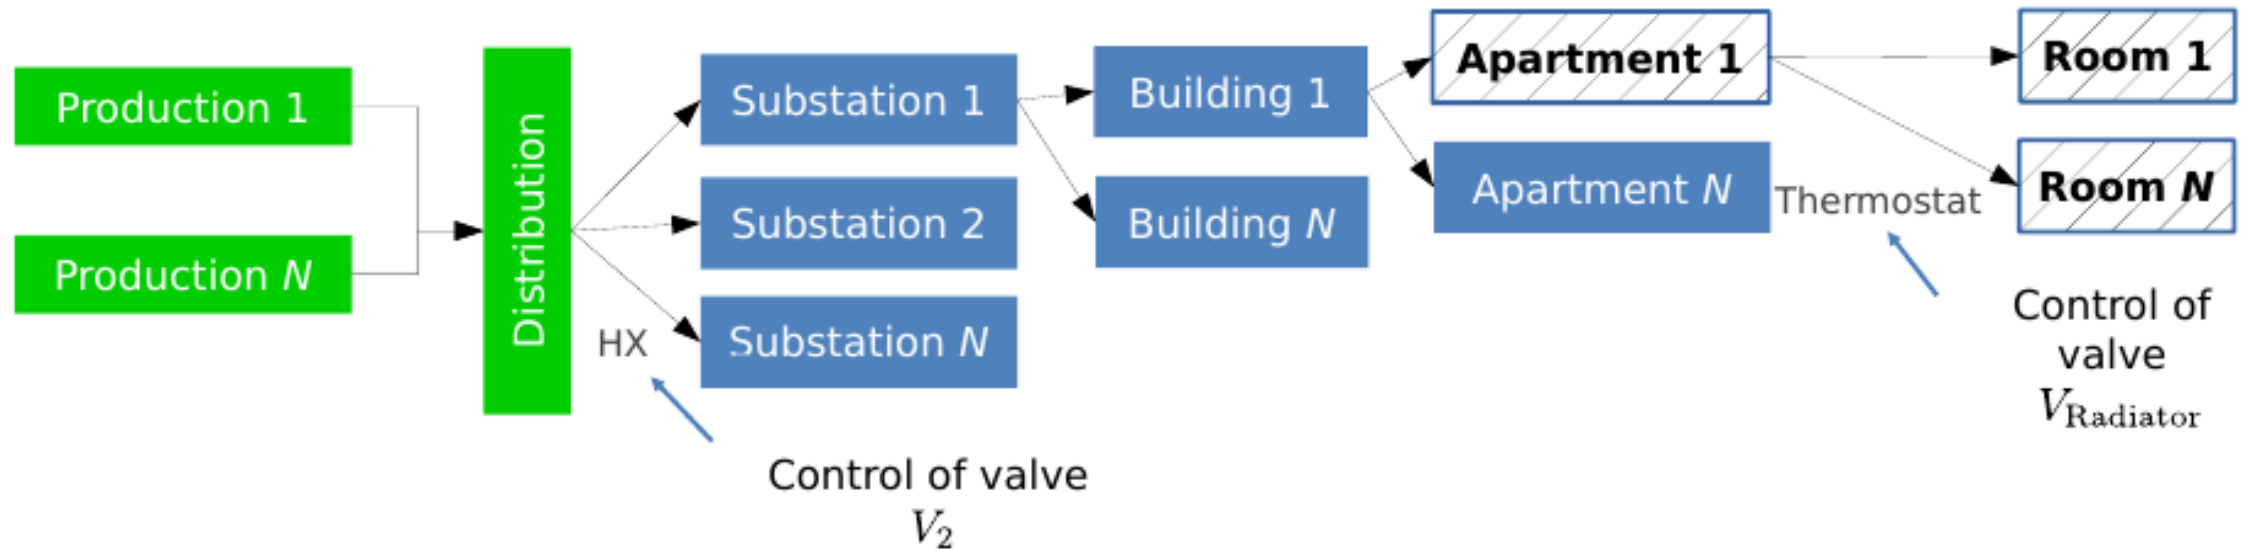 Production 1
Production N
Distribution
HX
Control of valve
V₂
Substation 1
Substation 2
Substation N
Building 1
Building N
Apartment 1
Apartment N
Thermostat
Room 1
Room N
Control of
valve
V_Radiator